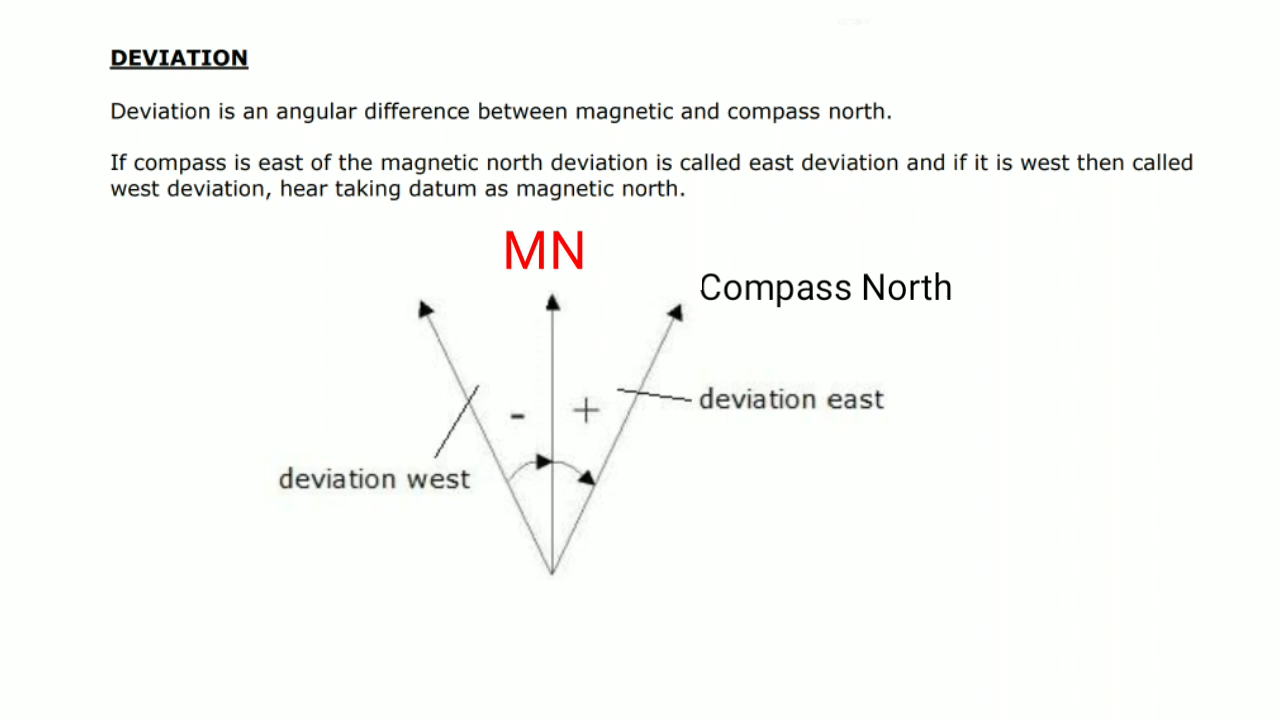 DEVIATION
Deviation is an angular difference between magnetic and compass north.
If compass is east of the magnetic north deviation is called east deviation and if it is west then called
west deviation, hear taking datum as magnetic north.
MN
Compass North
- +
deviation east
deviation west